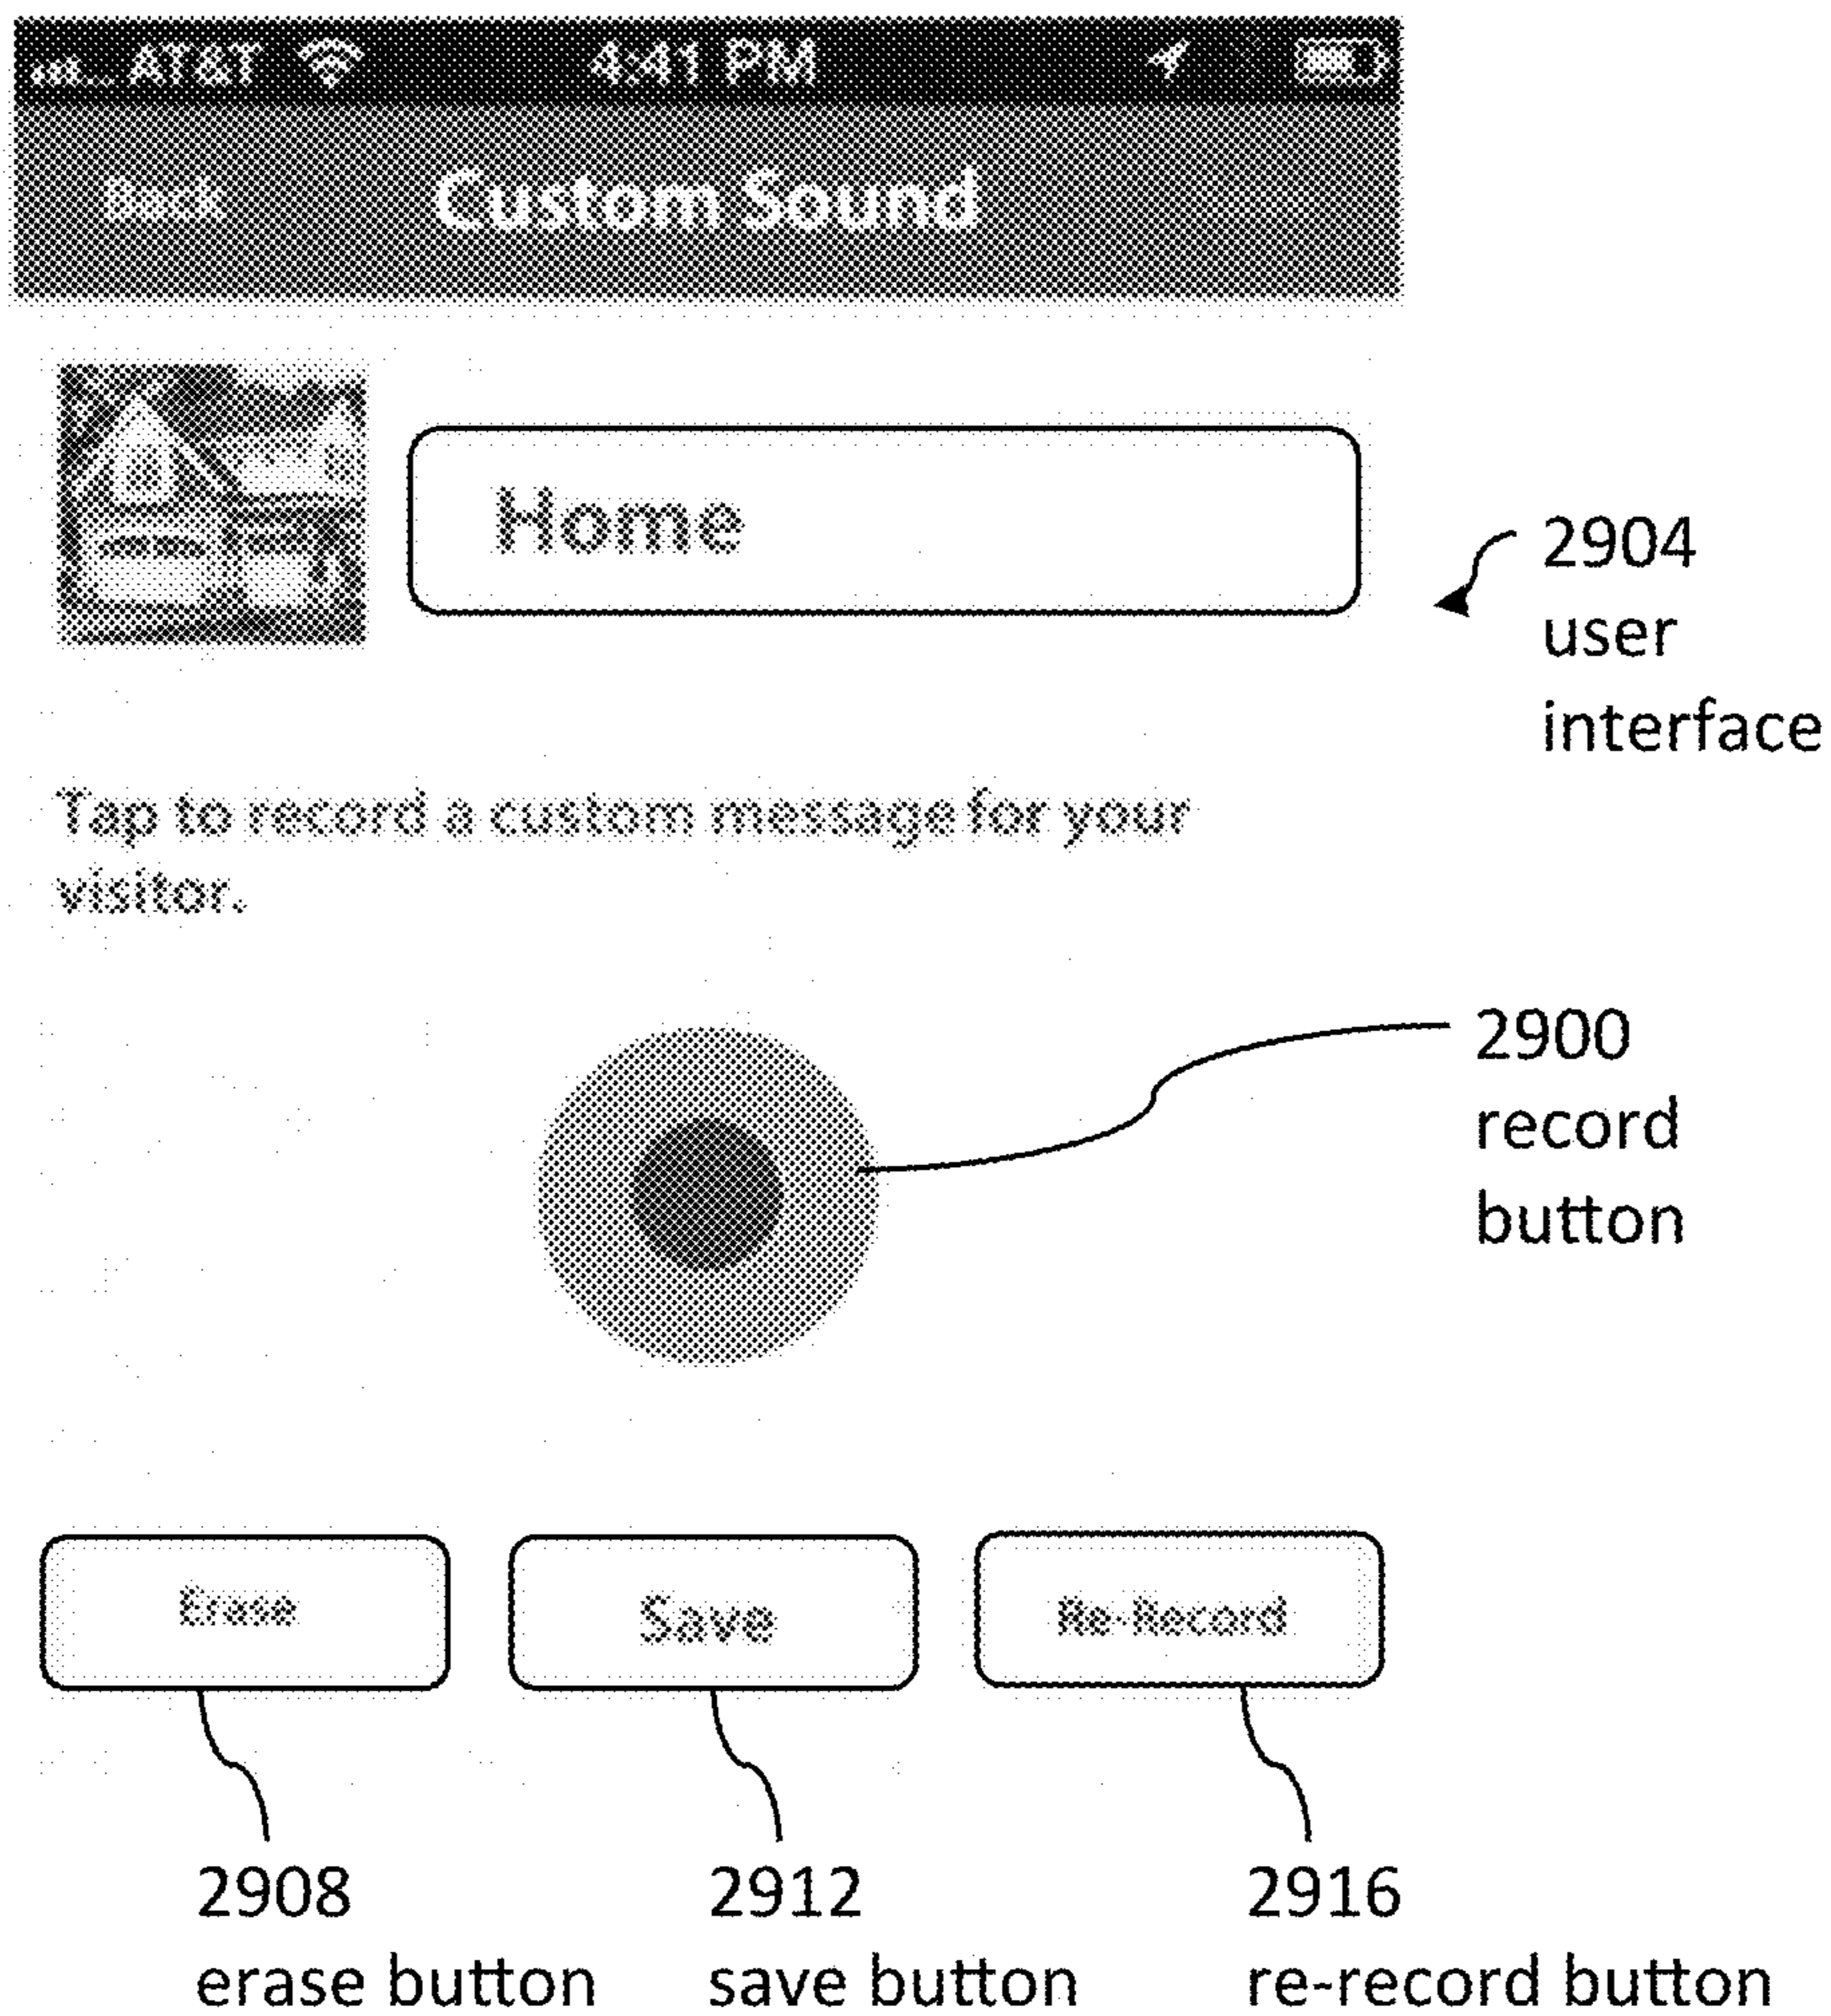 AT&T 4:41 PM
Back Custom Sound
Home
2904
user
interface
Tap to record a custom message for your
visitor.
2900
record
button
Erase Save Re-Record
2908 2912 2916
erase button save button re-record button